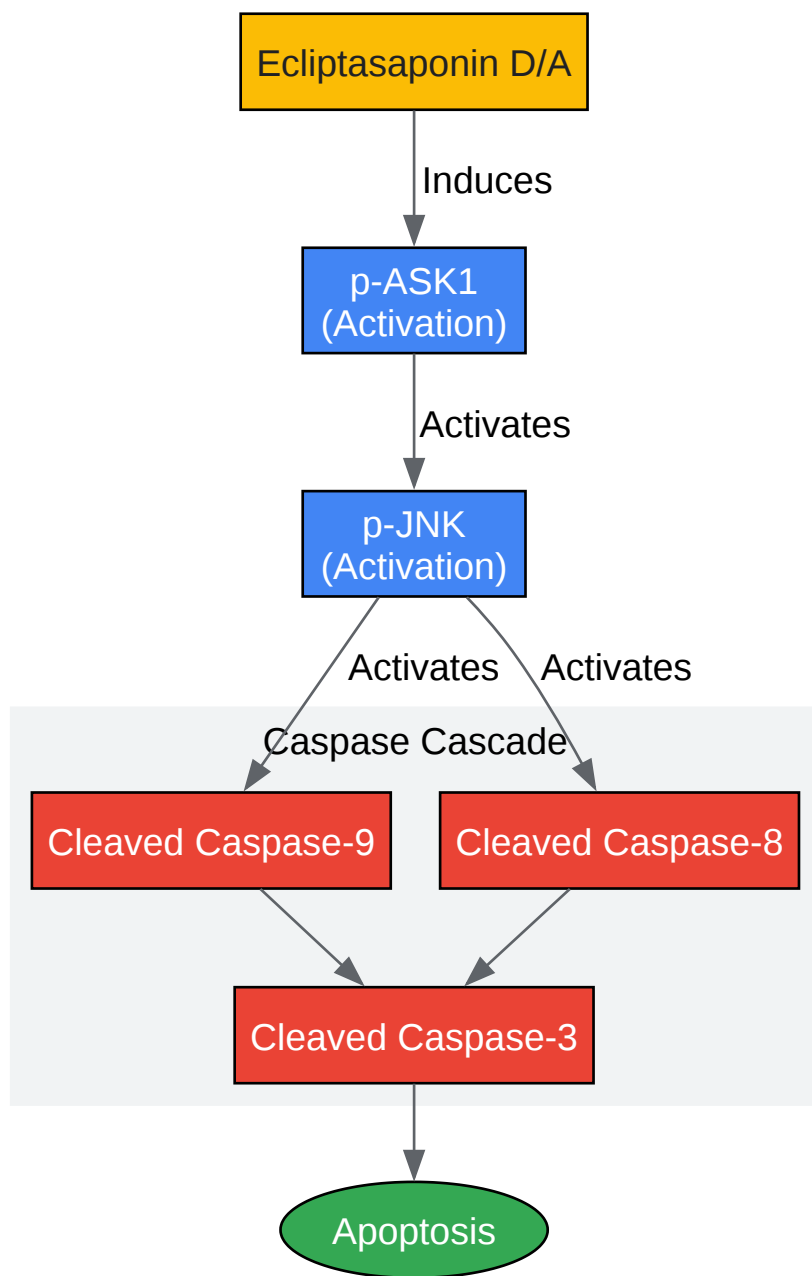 Ecliptasaponin D/A
Induces
p-ASK1
(Activation)
Activates
p-JNK
(Activation)
Activates
Activates
Caspase Cascade
Cleaved Caspase-9
Cleaved Caspase-8
Cleaved Caspase-3
Apoptosis